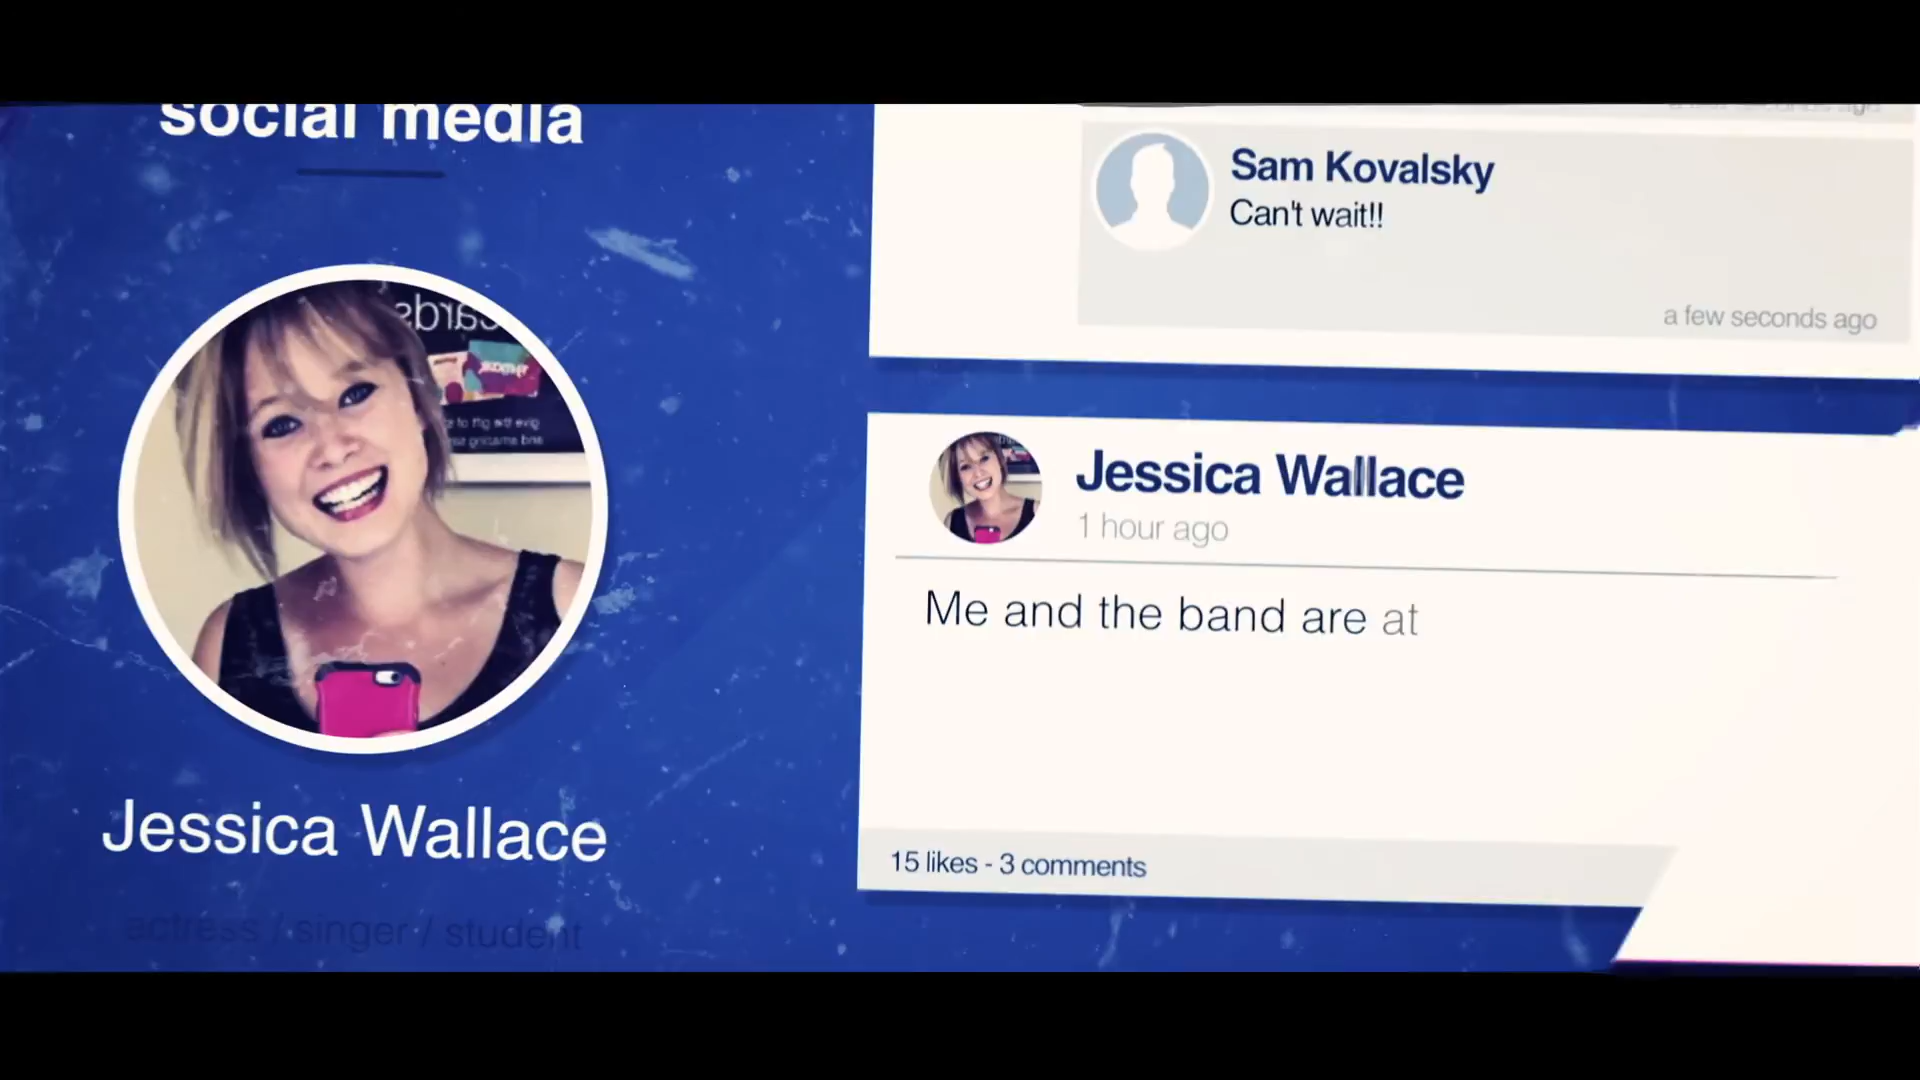 social media
Jessica Wallace
actress / singer / student
Sam Kovalsky
Can't wait!!
a few seconds ago
Jessica Wallace
1 hour ago
Me and the band are at
15 likes - 3 comments